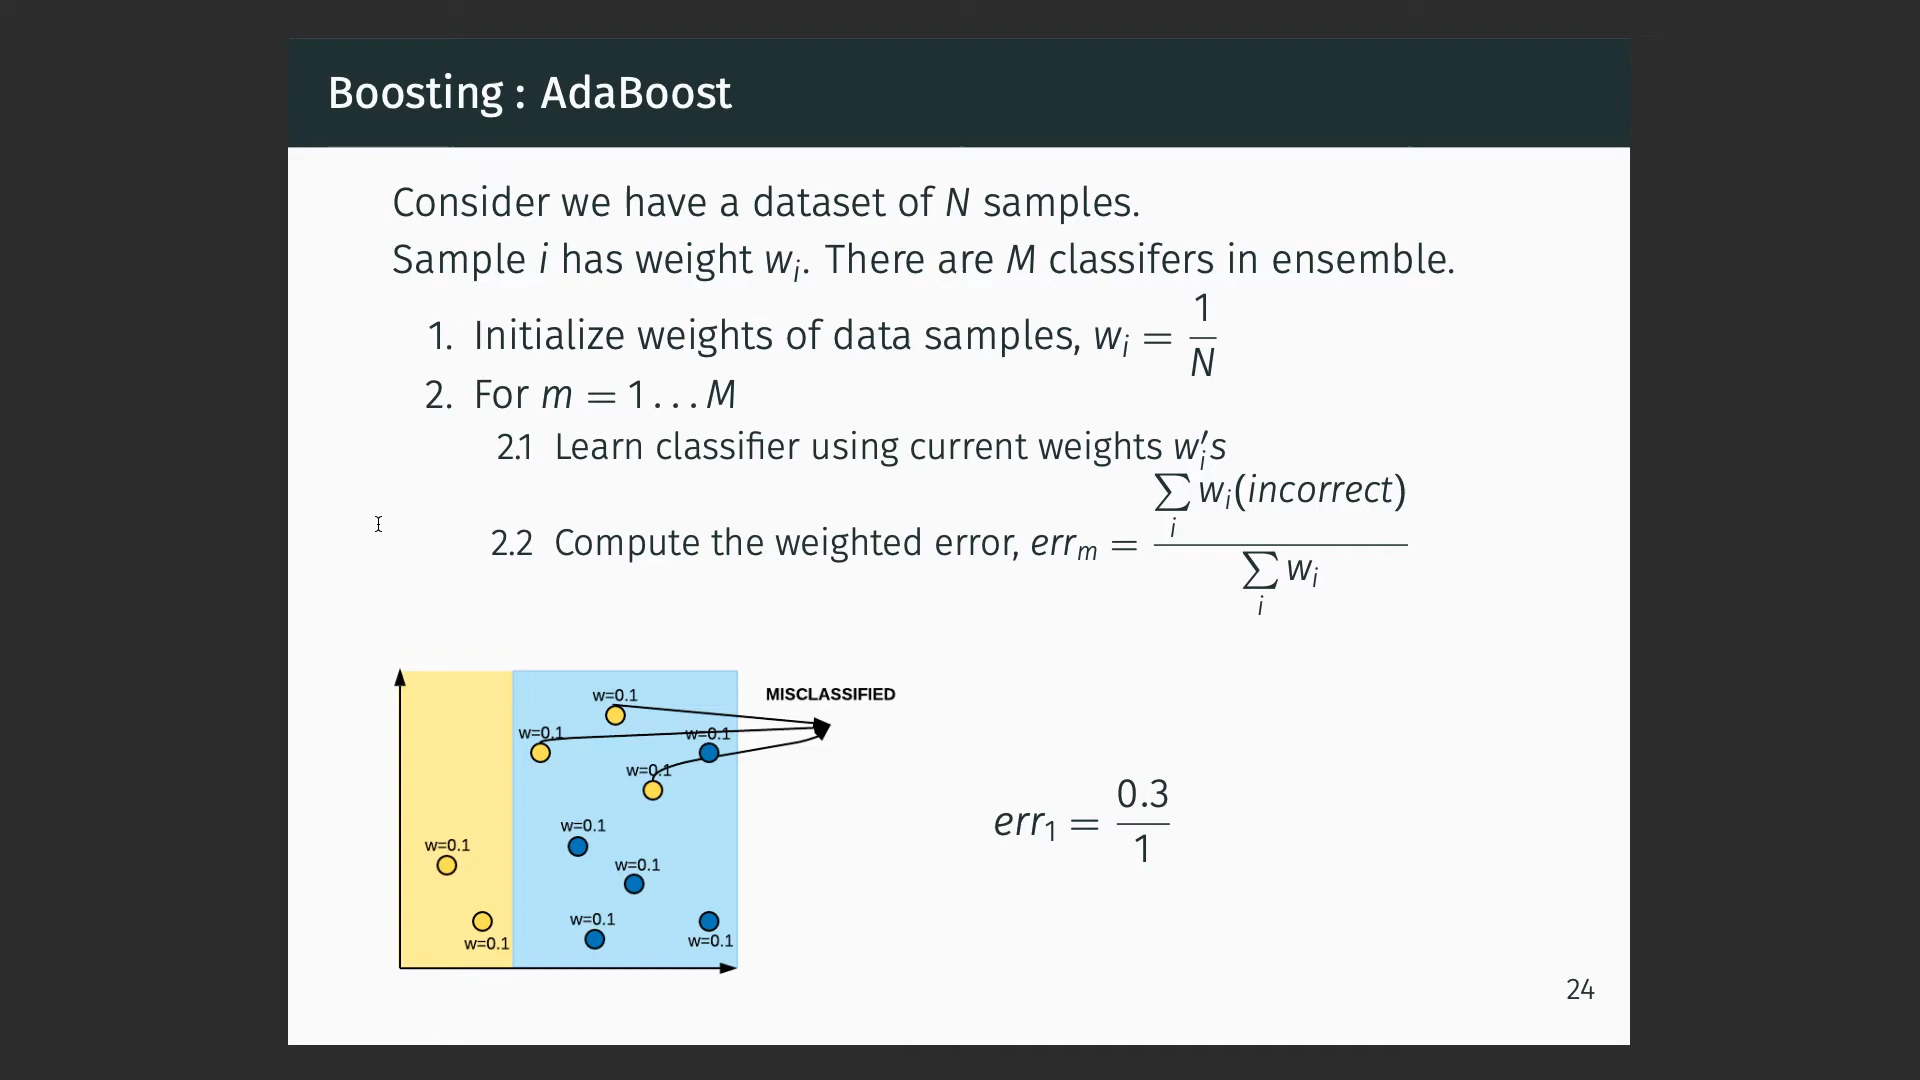 Boosting : AdaBoost
Consider we have a dataset of N samples.
Sample i has weight w_i. There are M classifers in ensemble.
1. Initialize weights of data samples, w_i = 1/N
2. For m = 1 . . . M
2.1 Learn classifier using current weights w_i's
2.2 Compute the weighted error, err_m = ∑_i w_i(incorrect) / ∑_i w_i
w=0.1
MISCLASSIFIED
w=0.1
w=0.1
w=0.1
w=0.1
w=0.1
w=0.1
w=0.1
w=0.1
w=0.1
err_1 = 0.3/1
24